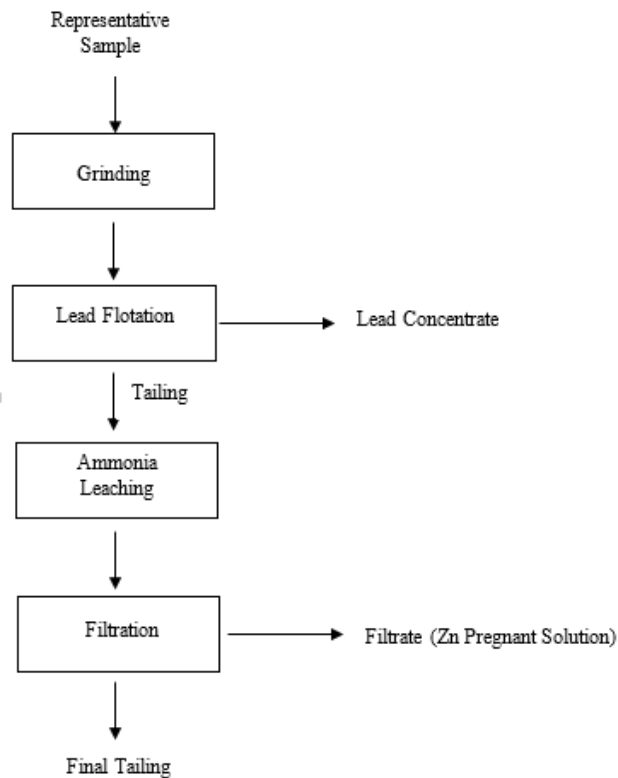 Representative
Sample
Grinding
Lead Flotation
Lead Concentrate
Tailing
Ammonia
Leaching
Filtration
Filtrate (Zn Pregnant Solution)
Final Tailing